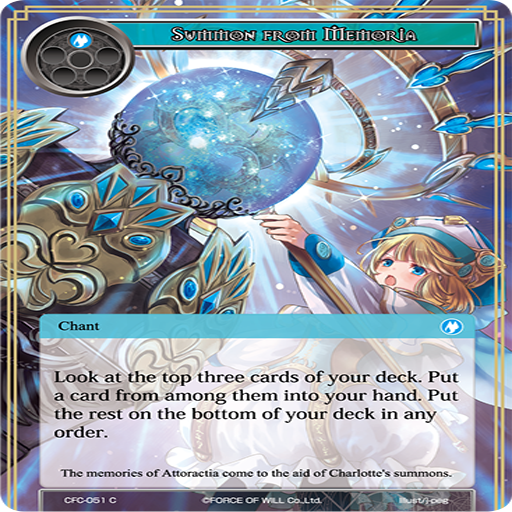 Summon from Memoria
Chant
Look at the top three cards of your deck. Put
a card from among them into your hand. Put
the rest on the bottom of your deck in any
order.
The memories of Attoractia come to the aid of Charlotte's summons.
CFC-051 C ©FORCE OF WILL Co.,Ltd. illust/j-peg